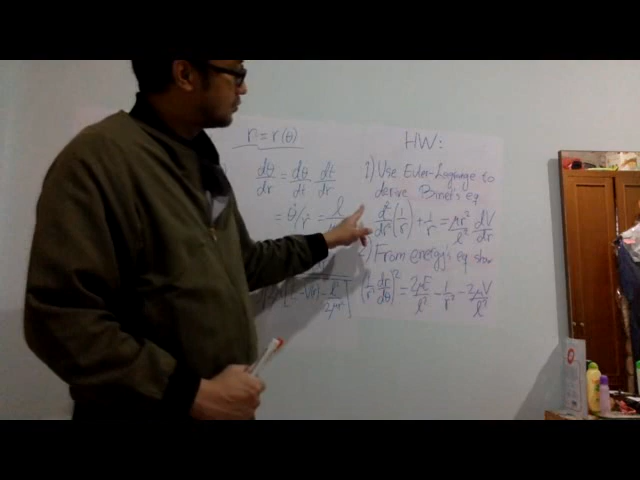 r = r(θ)
dθ/dr = dθ/dt dt/dr
= θ̇/ṙ = l
HW:
1) Use Euler-Lagrange to
derive Binet's eq
d²/dθ² (1/r) + 1/r = μr²/l² dV/dr
2) From energy's eq show
(1/r² dr/dθ)² = 2μE/l² - 1/r² - 2μV/l²